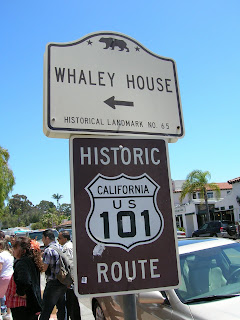 WHALEY HOUSE
HISTORICAL LANDMARK NO. 65
HISTORIC
CALIFORNIA
US
101
ROUTE